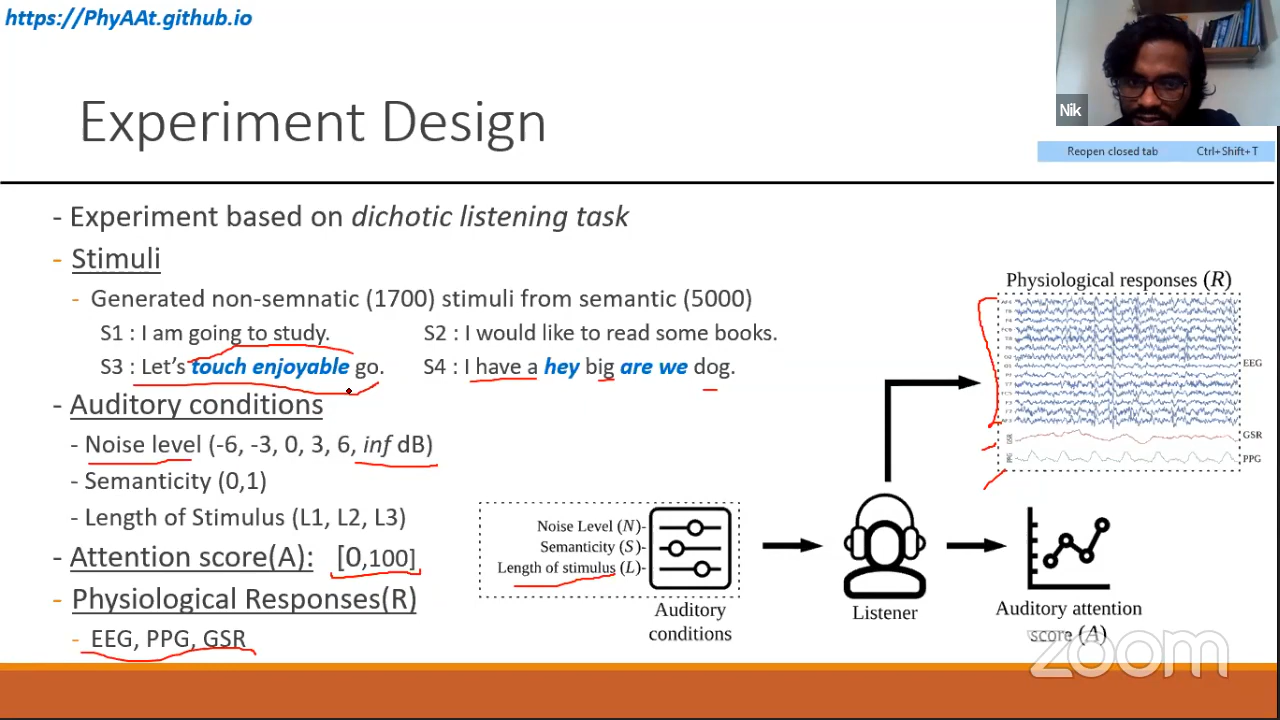 https://PhyAAt.github.io
Nik
Reopen closed tab Ctrl+Shift+T
Experiment Design
- Experiment based on dichotic listening task
- Stimuli
- Generated non-semnatic (1700) stimuli from semantic (5000)
S1 : I am going to study. S2 : I would like to read some books.
S3 : Let's touch enjoyable go. S4 : I have a hey big are we dog.
- Auditory conditions
- Noise level (-6, -3, 0, 3, 6, inf dB)
- Semanticity (0,1)
- Length of Stimulus (L1, L2, L3)
- Attention score(A): [0,100]
- Physiological Responses(R)
- EEG, PPG, GSR
Noise Level (N)-
Semanticity (S)-
Length of stimulus (L)-
Auditory
conditions
Listener
Physiological responses (R)
EEG
GSR
PPG
Auditory attention
score (A)
zoom